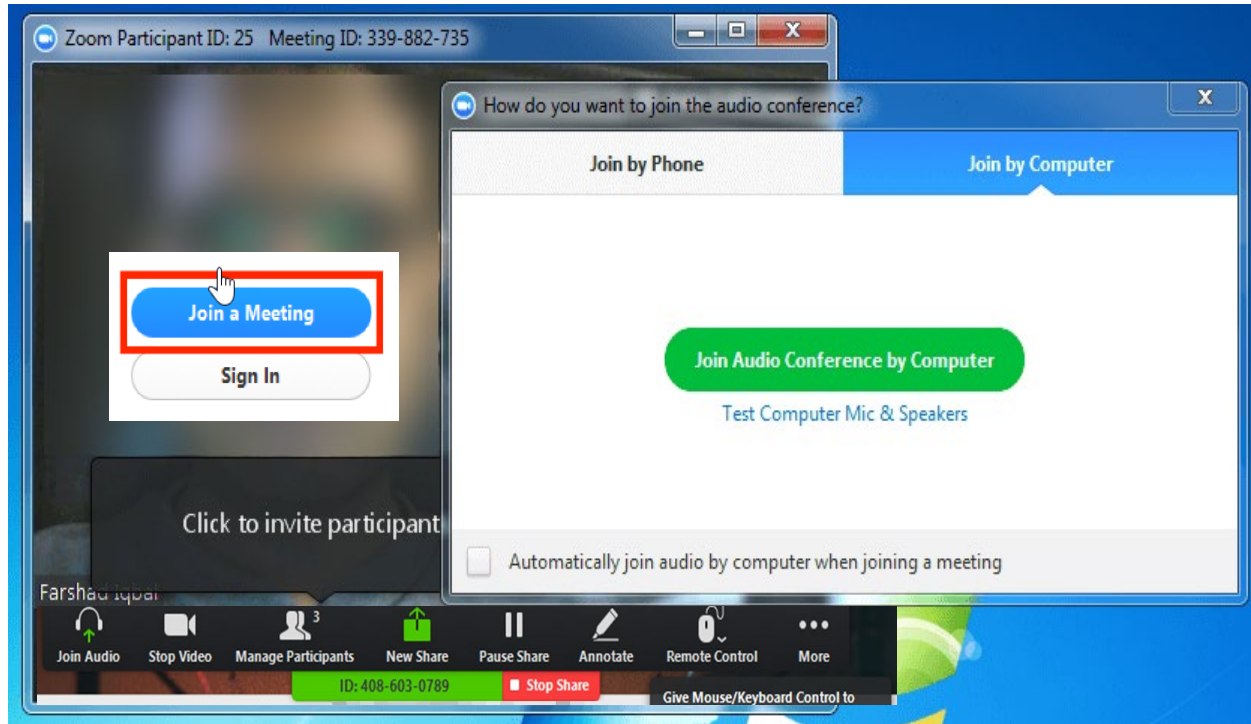 Zoom Participant ID: 25 Meeting ID: 339-882-735
X
How do you want to join the audio conference?
X
Join by Phone
Join by Computer
Join a Meeting
Sign In
Join Audio Conference by Computer
Test Computer Mic & Speakers
Click to invite participant
Automatically join audio by computer when joining a meeting
Farshad Iqbal
3
Join Audio Stop Video Manage Participants New Share Pause Share Annotate Remote Control More
ID: 408-603-0789 Stop Share
Give Mouse/Keyboard Control to